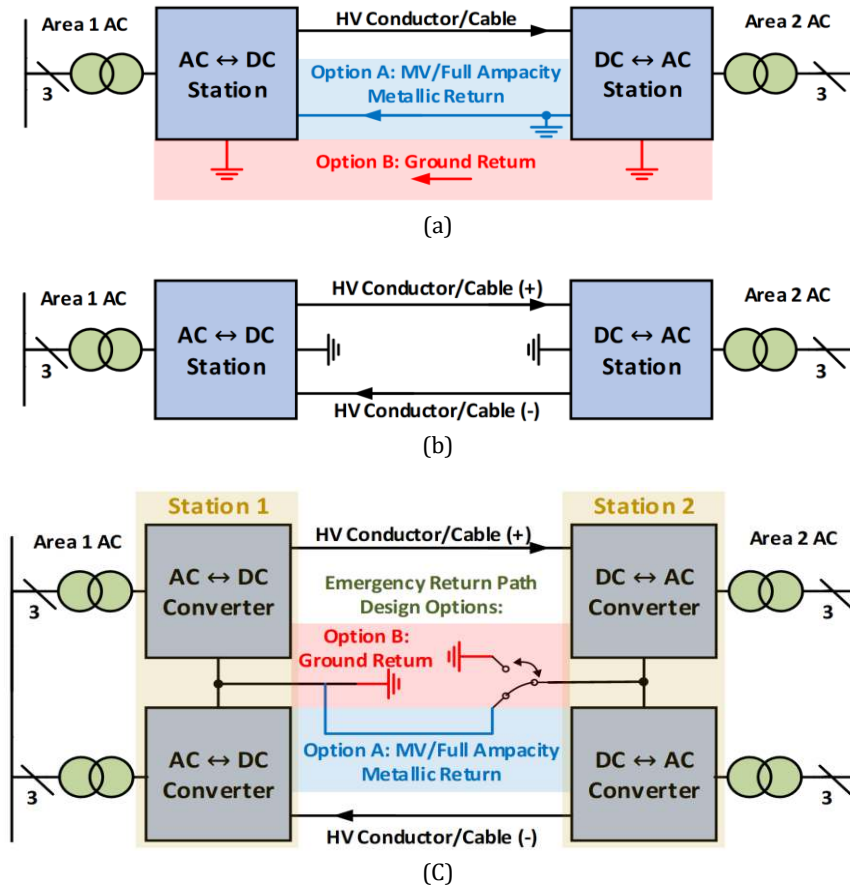 Area 1 AC
3
AC ↔ DC
Station
HV Conductor/Cable
Option A: MV/Full Ampacity
Metallic Return
Option B: Ground Return
DC ↔ AC
Station
Area 2 AC
3
(a)
Area 1 AC
3
AC ↔ DC
Station
HV Conductor/Cable (+)
HV Conductor/Cable (-)
DC ↔ AC
Station
Area 2 AC
3
(b)
Station 1
Station 2
Area 1 AC
3
AC ↔ DC
Converter
HV Conductor/Cable (+)
DC ↔ AC
Converter
Area 2 AC
3
Emergency Return Path
Design Options:
Option B:
Ground Return
Option A: MV/Full Ampacity
Metallic Return
3
AC ↔ DC
Converter
HV Conductor/Cable (-)
DC ↔ AC
Converter
3
(C)